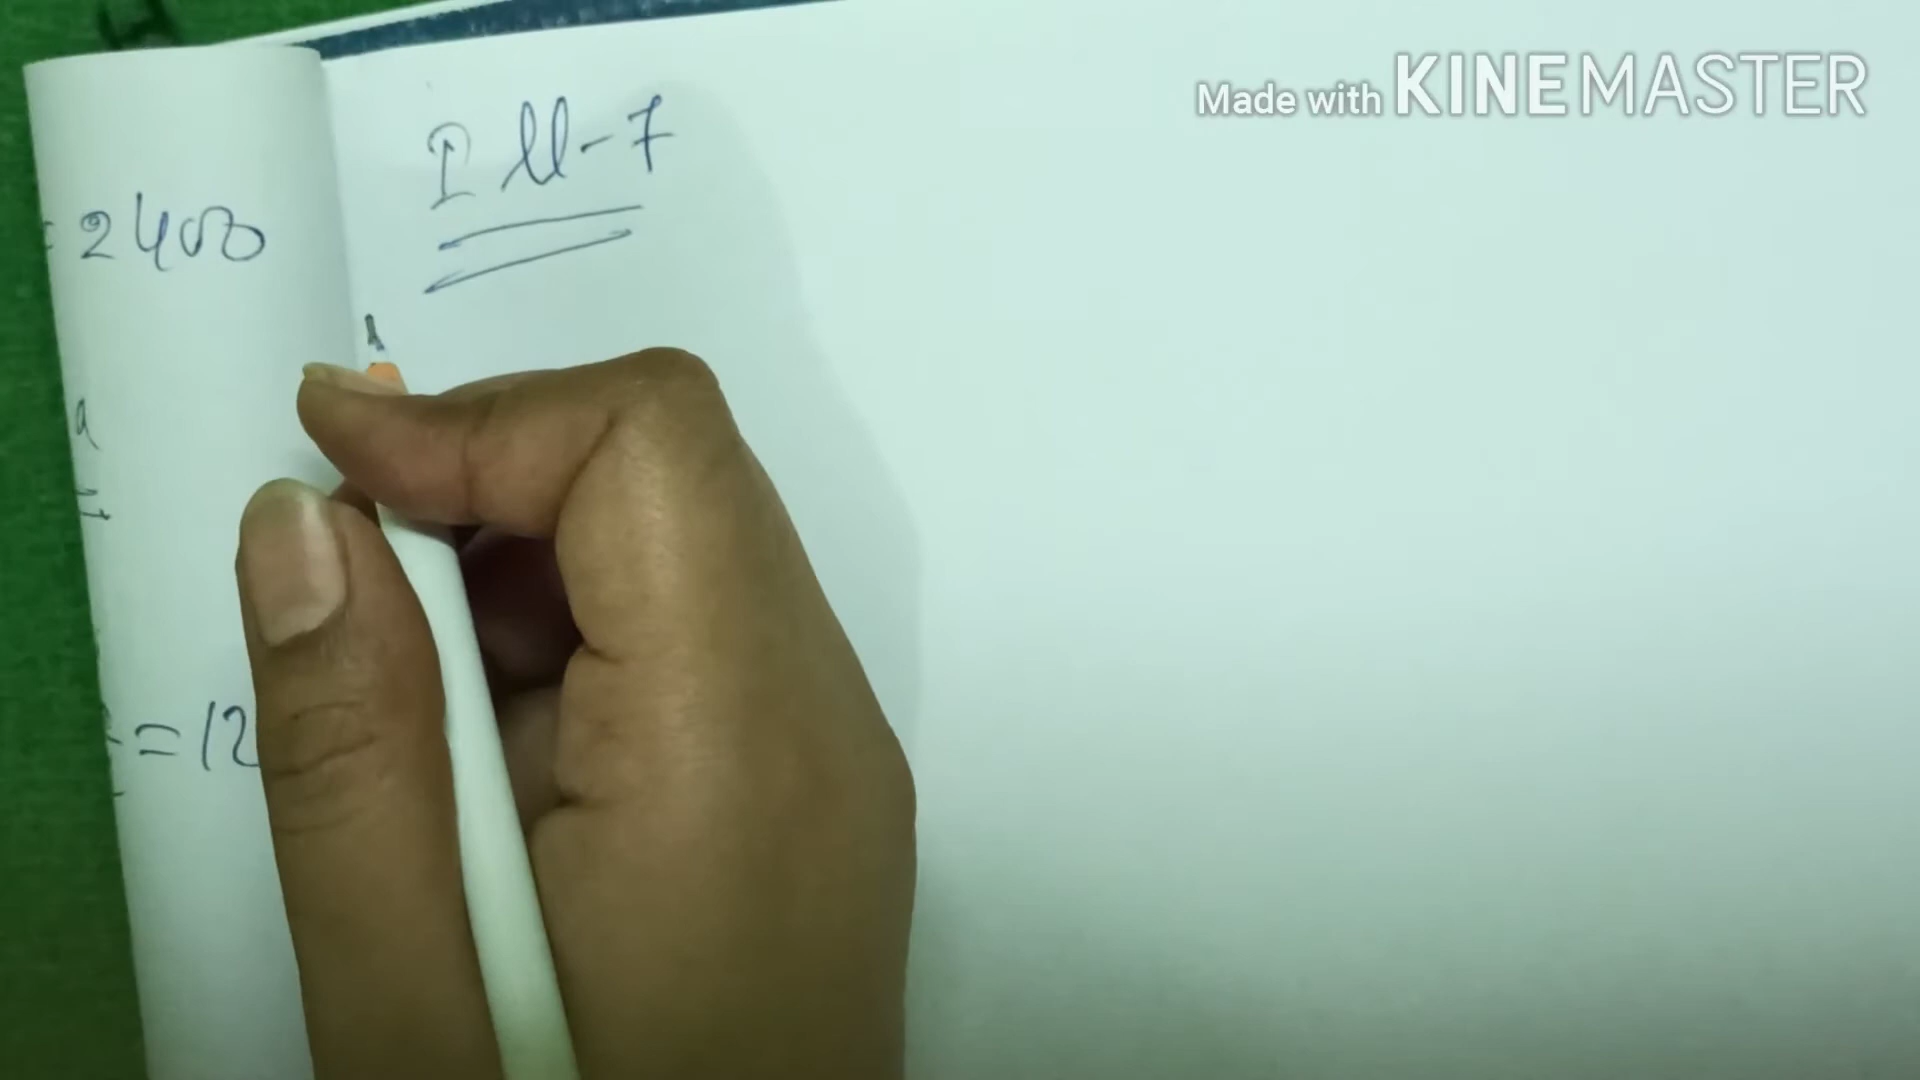 Made with KINEMASTER
I Ill-7
= 2400
a
= 12